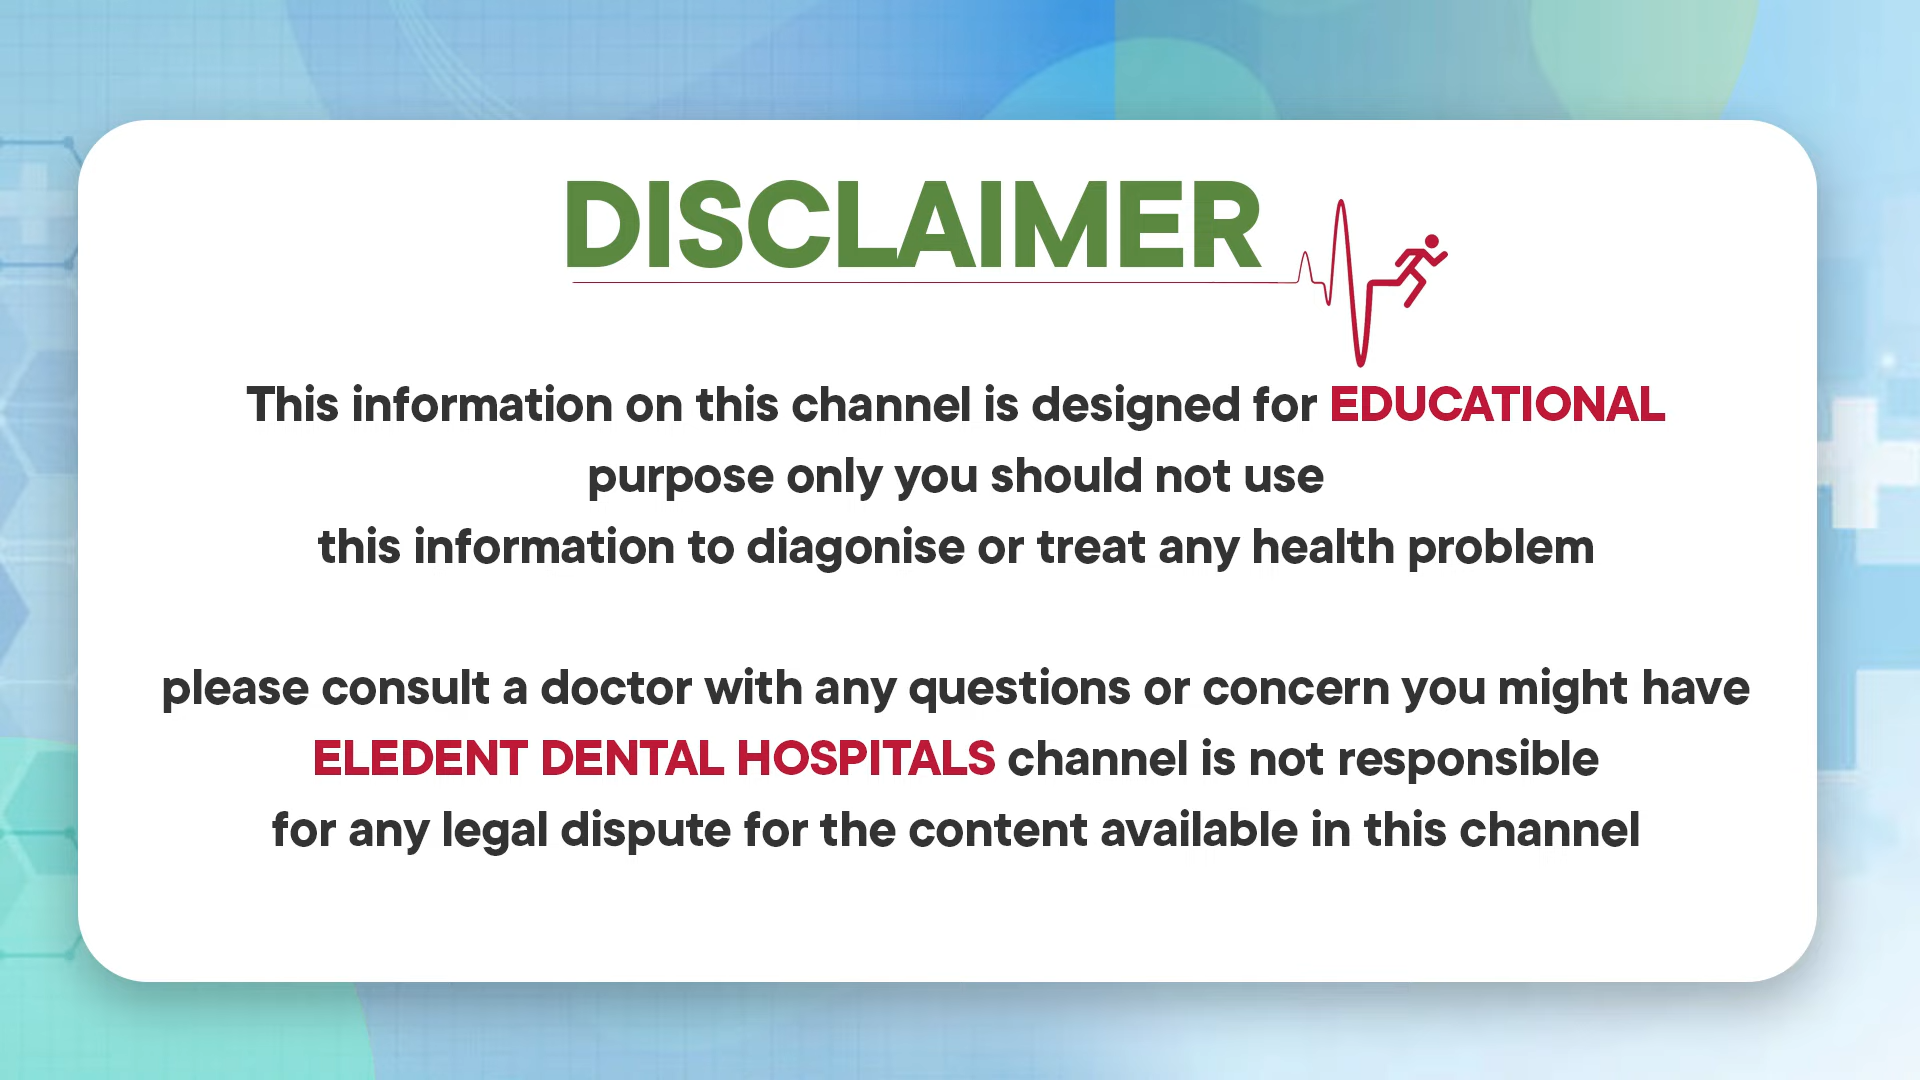 DISCLAIMER
This information on this channel is designed for EDUCATIONAL
purpose only you should not use
this information to diagonise or treat any health problem
please consult a doctor with any questions or concern you might have
ELEDENT DENTAL HOSPITALS channel is not responsible
for any legal dispute for the content available in this channel